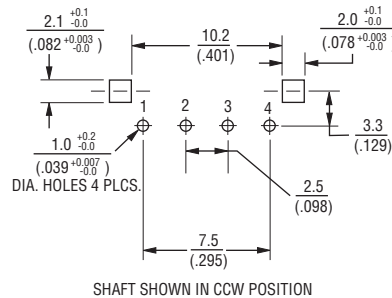 2.1 +0.1 -0.0
(.082 +0.003 -0.0)
10.2
(.401)
2.0 +0.1 -0.0
(.078 +0.003 -0.0)
1 2 3 4
1.0 +0.2 -0.0
(.039 +0.007 -0.0)
DIA. HOLES 4 PLCS.
3.3
(.129)
2.5
(.098)
7.5
(.295)
SHAFT SHOWN IN CCW POSITION